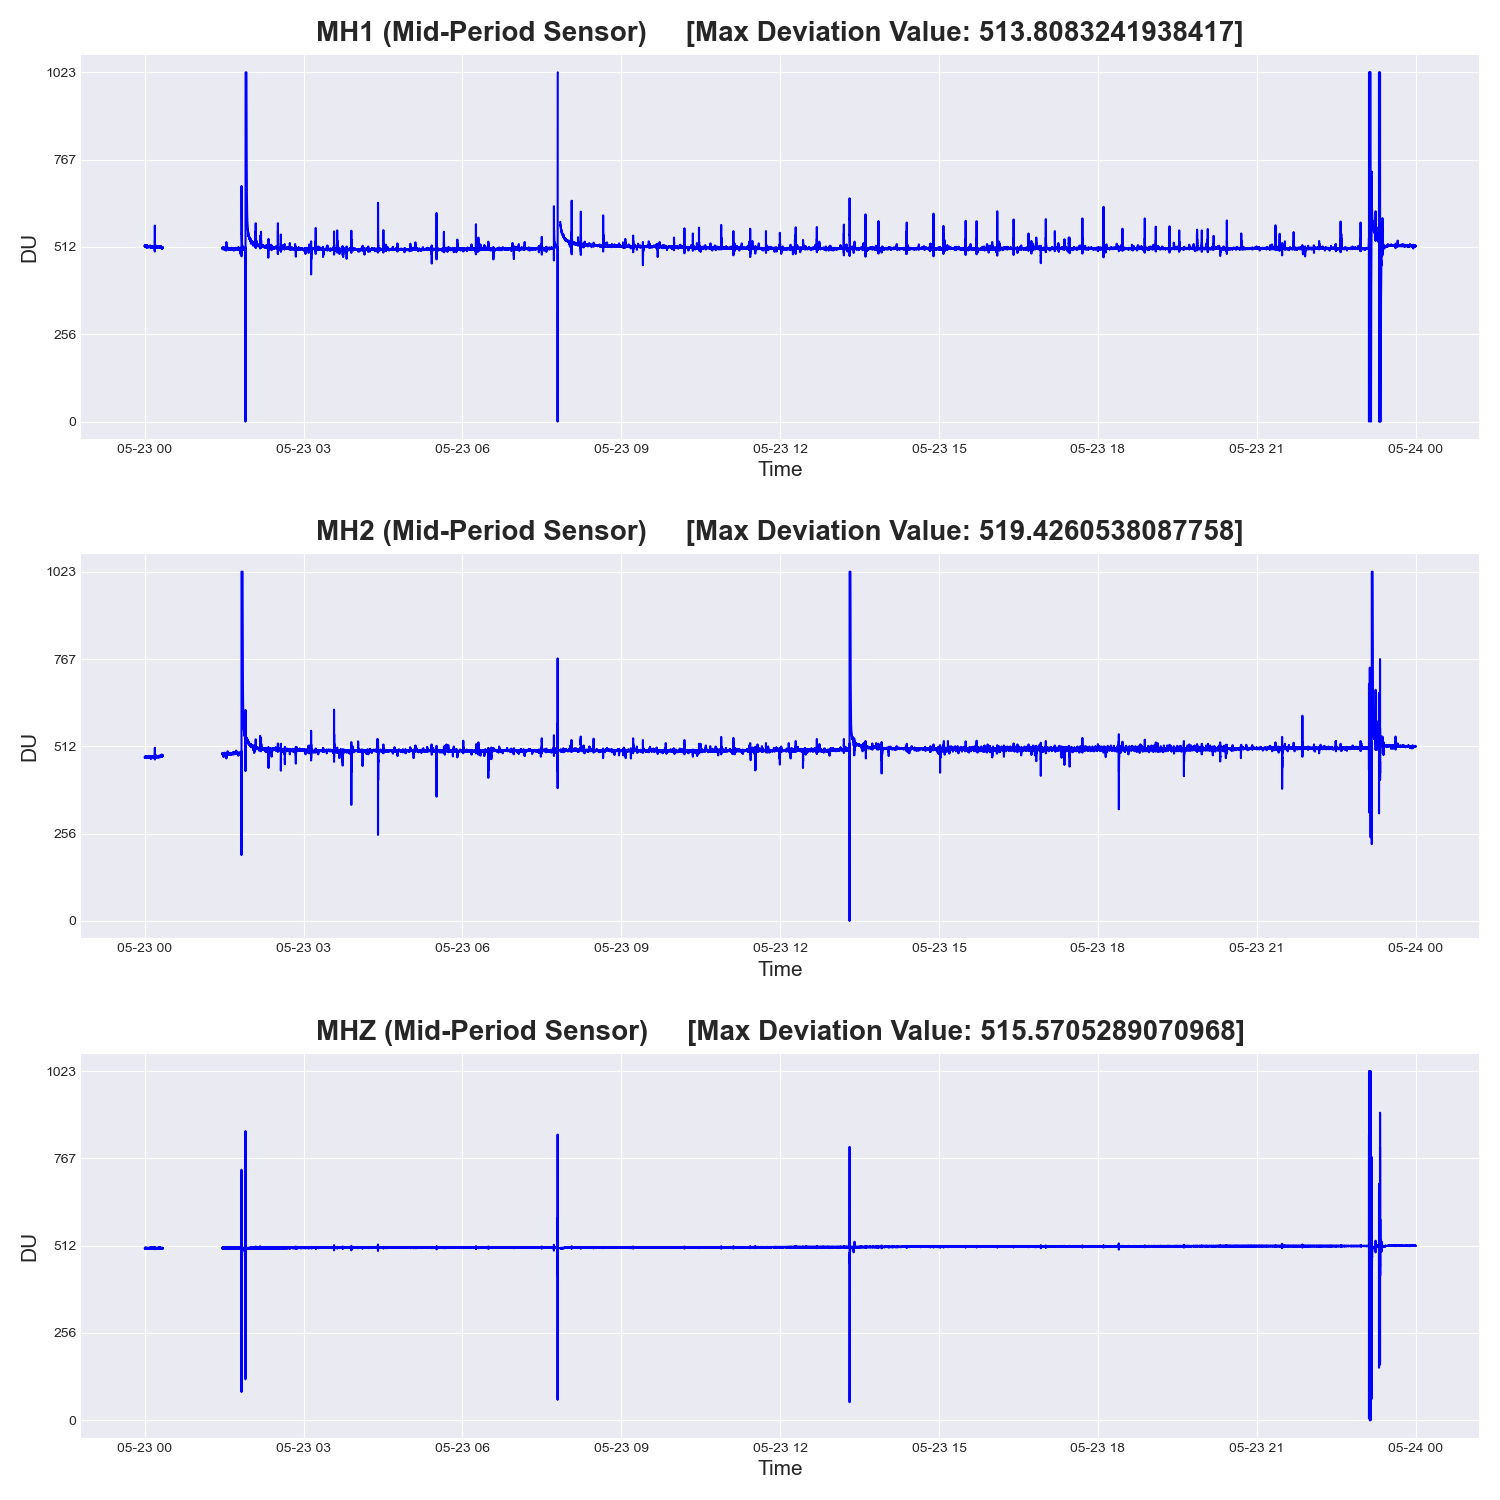 MH1 (Mid-Period Sensor) [Max Deviation Value: 513.8083241938417]
1023
767
512
256
0
DU
05-23 00 05-23 03 05-23 06 05-23 09 05-23 12 05-23 15 05-23 18 05-23 21 05-24 00
Time
MH2 (Mid-Period Sensor) [Max Deviation Value: 519.4260538087758]
1023
767
512
256
0
DU
05-23 00 05-23 03 05-23 06 05-23 09 05-23 12 05-23 15 05-23 18 05-23 21 05-24 00
Time
MHZ (Mid-Period Sensor) [Max Deviation Value: 515.5705289070968]
1023
767
512
256
0
DU
05-23 00 05-23 03 05-23 06 05-23 09 05-23 12 05-23 15 05-23 18 05-23 21 05-24 00
Time